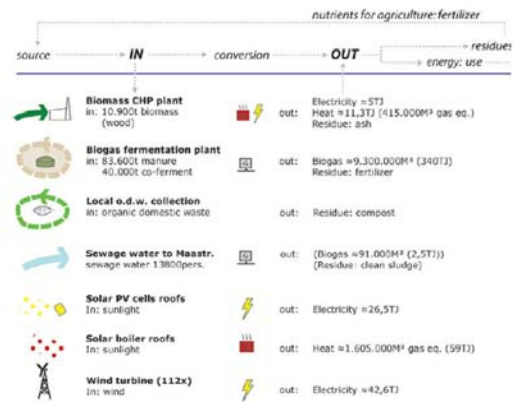 nutrients for agriculture: fertilizer
source IN conversion OUT residues
energy: use
Biomass CHP plant
in: 10.900t biomass
(wood)
out: Electricity ≈5TJ
Heat ≈11,3TJ (415.000M³ gas eq.)
Residue: ash
Biogas fermentation plant
in: 83.600t manure
40.000t co-ferment
out: Biogas ≈9.300.000M³ (340TJ)
Residue: fertilizer
Local o.d.w. collection
in: organic domestic waste
out: Residue: compost
Sewage water to Maastr.
sewage water 13800pers.
out: (Biogas ≈91.000M³ (2,5TJ))
(Residue: clean sludge)
Solar PV cells roofs
In: sunlight
out: Electricity ≈26,5TJ
Solar boiler roofs
In: sunlight
out: Heat ≈1.605.000M³ gas eq. (59TJ)
Wind turbine (112x)
In: wind
out: Electricity ≈42,6TJ